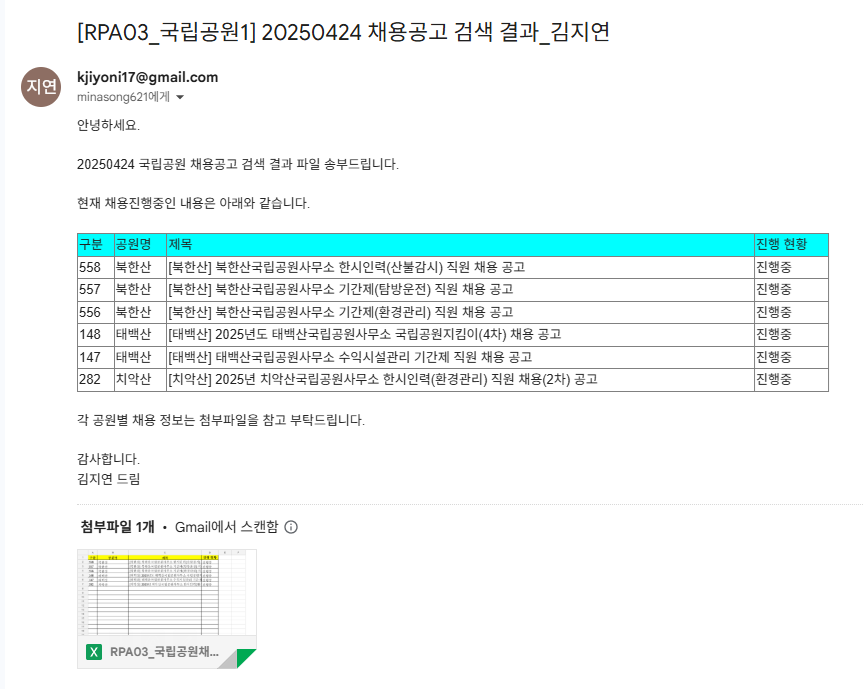 [RPA03_국립공원1] 20250424 채용공고 검색 결과_김지연
지연
kjiyoni17@gmail.com
minasong621에게
안녕하세요.
20250424 국립공원 채용공고 검색 결과 파일 송부드립니다.
현재 채용진행중인 내용은 아래와 같습니다.
구분 공원명 제목 진행 현황
558 북한산 [북한산] 북한산국립공원사무소 한시인력(산불감시) 직원 채용 공고 진행중
557 북한산 [북한산] 북한산국립공원사무소 기간제(탐방운전) 직원 채용 공고 진행중
556 북한산 [북한산] 북한산국립공원사무소 기간제(환경관리) 직원 채용 공고 진행중
148 태백산 [태백산] 2025년도 태백산국립공원사무소 국립공원지킴이(4차) 채용 공고 진행중
147 태백산 [태백산] 태백산국립공원사무소 수익시설관리 기간제 직원 채용 공고 진행중
282 치악산 [치악산] 2025년 치악산국립공원사무소 한시인력(환경관리) 직원 채용(2차) 공고 진행중
각 공원별 채용 정보는 첨부파일을 참고 부탁드립니다.
감사합니다.
김지연 드림
첨부파일 1개 • Gmail에서 스캔함
X RPA03_국립공원채...